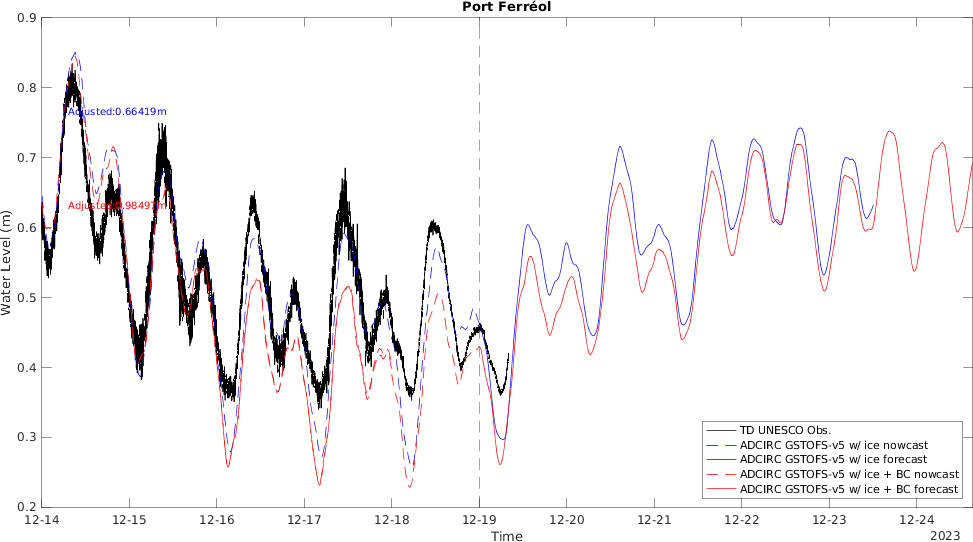 Port Ferréol
0.9
0.8
0.7
0.6
0.5
0.4
0.3
0.2
Water Level (m)
Adjusted:0.66419m
Adjusted:0.98497m
TD UNESCO Obs.
ADCIRC GSTOFS-v5 w/ ice nowcast
ADCIRC GSTOFS-v5 w/ ice forecast
ADCIRC GSTOFS-v5 w/ ice + BC nowcast
ADCIRC GSTOFS-v5 w/ ice + BC forecast
12-14 12-15 12-16 12-17 12-18 12-19 12-20 12-21 12-22 12-23 12-24
Time
2023